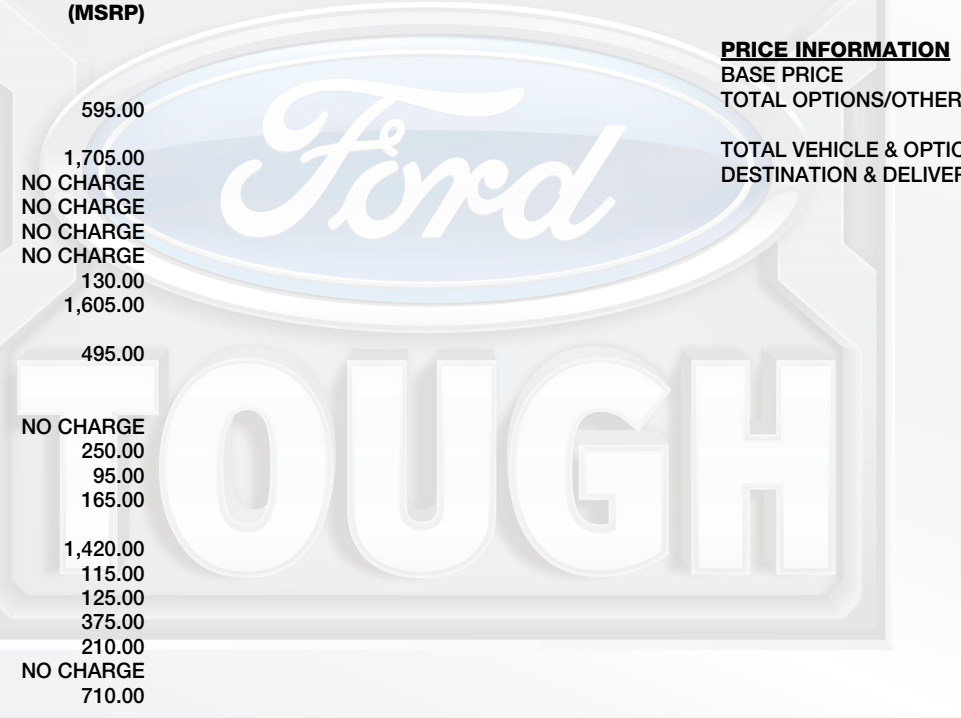 (MSRP)
595.00
1,705.00
NO CHARGE
NO CHARGE
NO CHARGE
NO CHARGE
130.00
1,605.00
495.00
NO CHARGE
250.00
95.00
165.00
1,420.00
115.00
125.00
375.00
210.00
NO CHARGE
710.00
PRICE INFORMATION
BASE PRICE
TOTAL OPTIONS/OTHER
TOTAL VEHICLE & OPTIO
DESTINATION & DELIVER
Ford
TOUGH